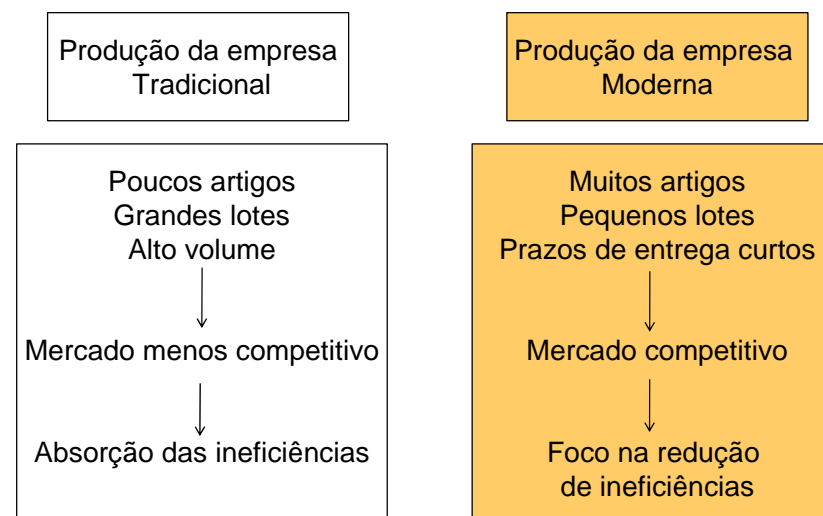 Produção da empresa
Tradicional
Poucos artigos
Grandes lotes
Alto volume
Mercado menos competitivo
Absorção das ineficiências
Produção da empresa
Moderna
Muitos artigos
Pequenos lotes
Prazos de entrega curtos
Mercado competitivo
Foco na redução
de ineficiências